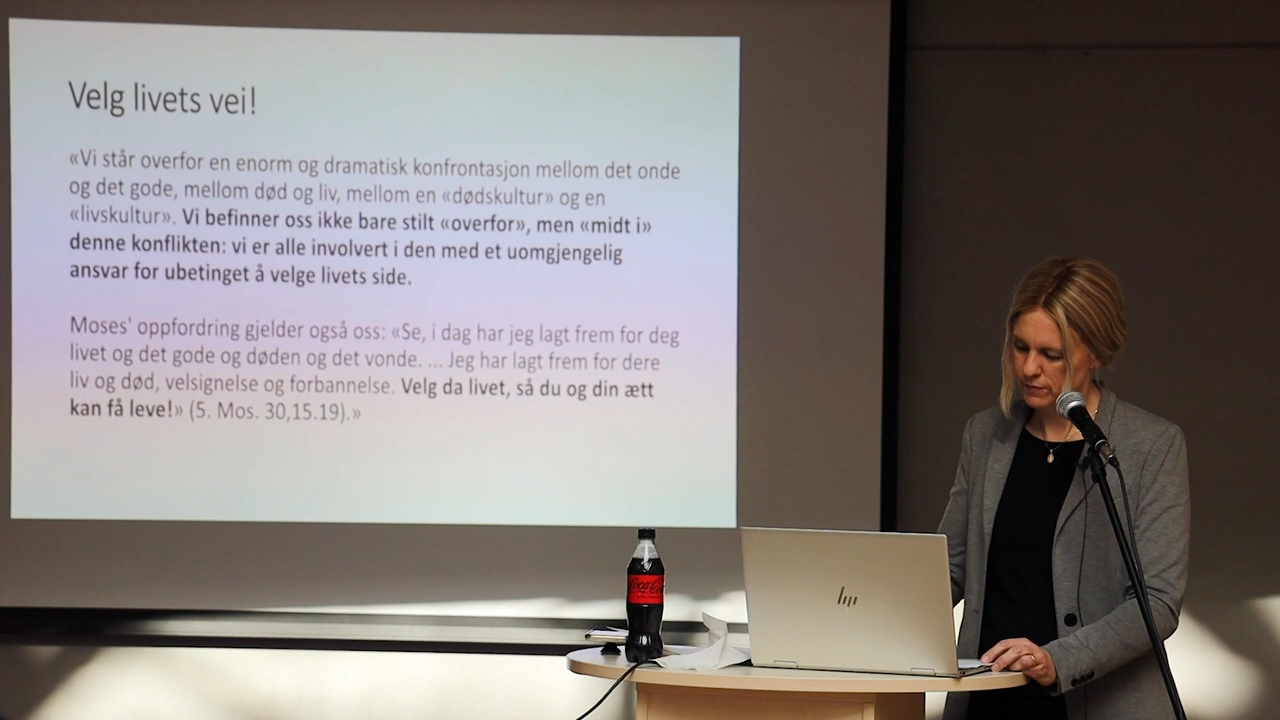 Velg livets vei!
«Vi står overfor en enorm og dramatisk konfrontasjon mellom det onde
og det gode, mellom død og liv, mellom en «dødskultur» og en
«livskultur». Vi befinner oss ikke bare stilt «overfor», men «midt i»
denne konflikten: vi er alle involvert i den med et uomgjengelig
ansvar for ubetinget å velge livets side.
Moses' oppfordring gjelder også oss: «Se, i dag har jeg lagt frem for deg
livet og det gode og døden og det vonde. ... Jeg har lagt frem for dere
liv og død, velsignelse og forbannelse. Velg da livet, så du og din ætt
kan få leve!» (5. Mos. 30,15.19).»
Coca-Cola
hp